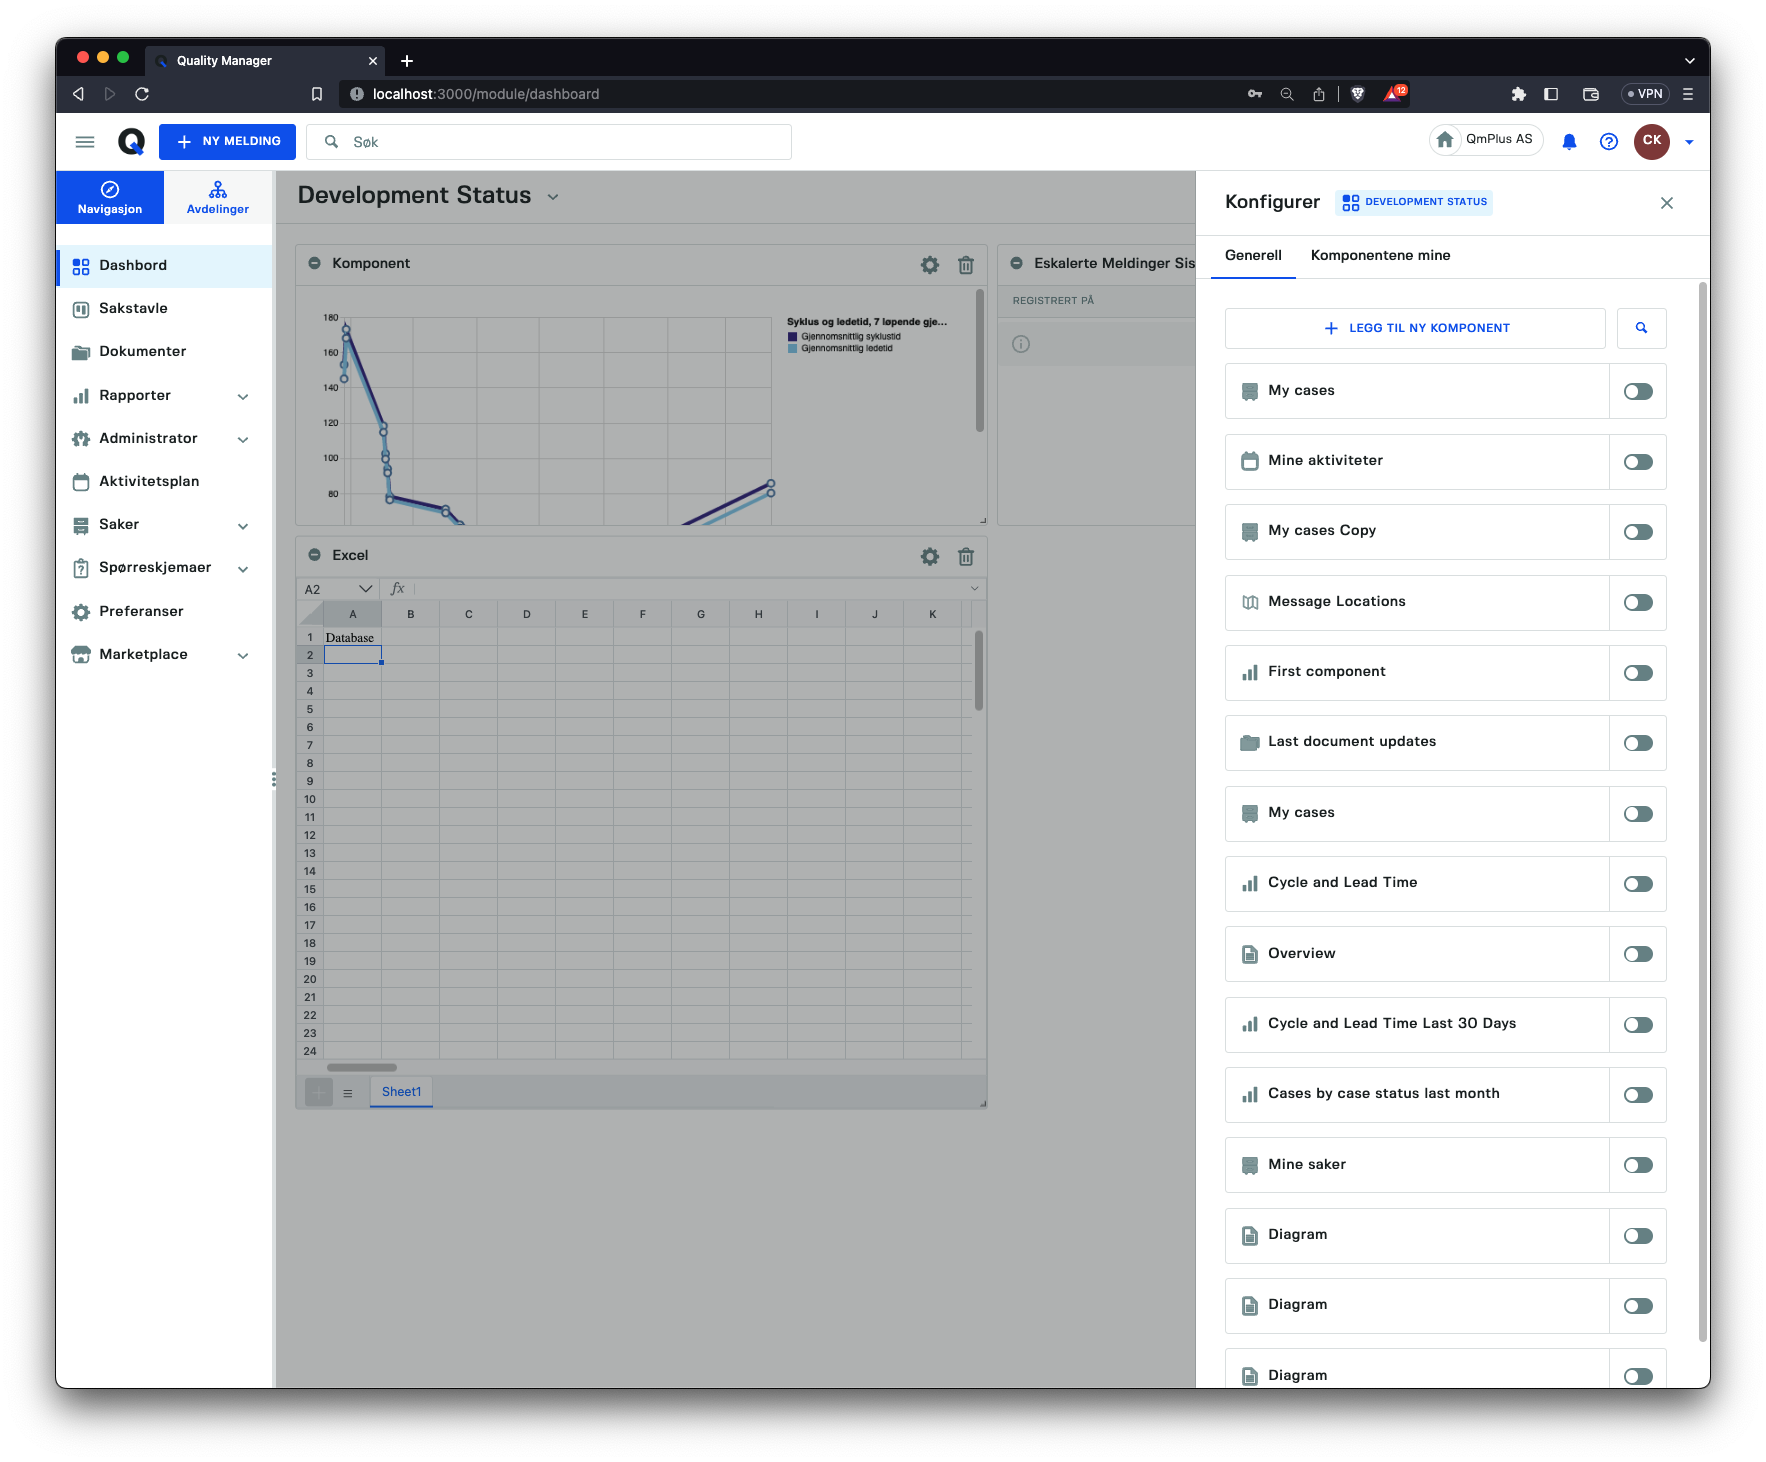 Quality Manager
localhost:3000/module/dashboard
12
VPN
NY MELDING
Søk
QmPlus AS
CK
Navigasjon
Avdelinger
Dashbord
Sakstavle
Dokumenter
Rapporter
Administrator
Aktivitetsplan
Saker
Spørreskjemaer
Preferanser
Marketplace
Development Status
Komponent
180
160
140
120
100
80
Syklus og ledetid, 7 løpende gje...
Gjennomsnittlig syklustid
Gjennomsnittlig ledetid
Eskalerte Meldinger Sis
REGISTRERT PÅ
Excel
A2 fx
A B C D E F G H I J K
1 Database
2
3
4
5
6
7
8
9
10
11
12
13
14
15
16
17
18
19
20
21
22
23
24
Sheet1
Konfigurer
DEVELOPMENT STATUS
Generell
Komponentene mine
LEGG TIL NY KOMPONENT
My cases
Mine aktiviteter
My cases Copy
Message Locations
First component
Last document updates
My cases
Cycle and Lead Time
Overview
Cycle and Lead Time Last 30 Days
Cases by case status last month
Mine saker
Diagram
Diagram
Diagram